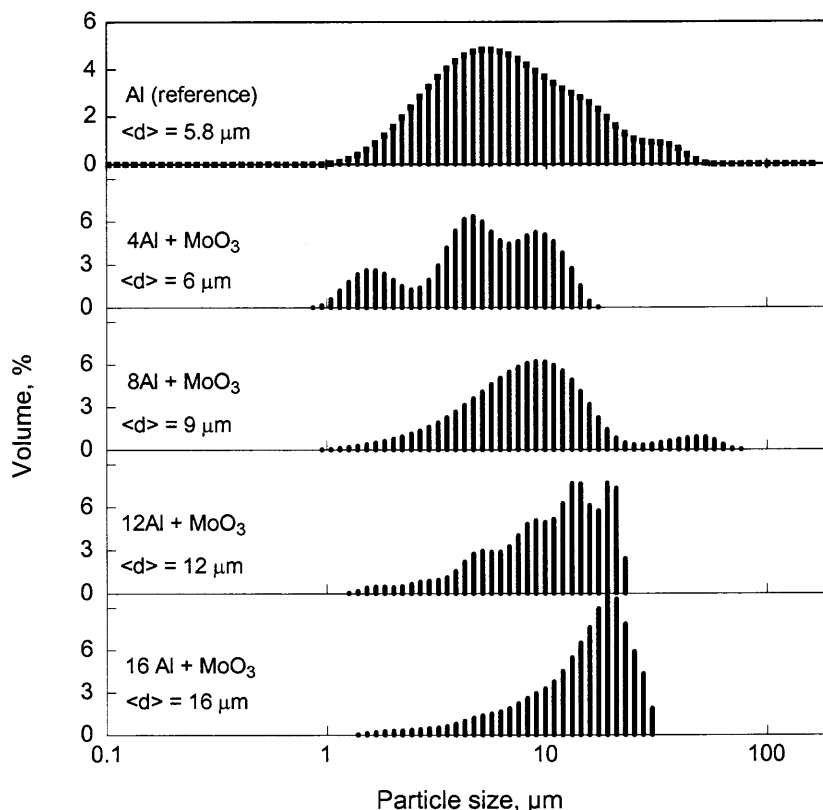 6
4
2
0
Al (reference)
<d> = 5.8 μm
6
3
0
4Al + MoO₃
<d> = 6 μm
6
3
0
8Al + MoO₃
<d> = 9 μm
6
3
0
12Al + MoO₃
<d> = 12 μm
6
3
0
16 Al + MoO₃
<d> = 16 μm
Volume, %
0.1 1 10 100
Particle size, μm